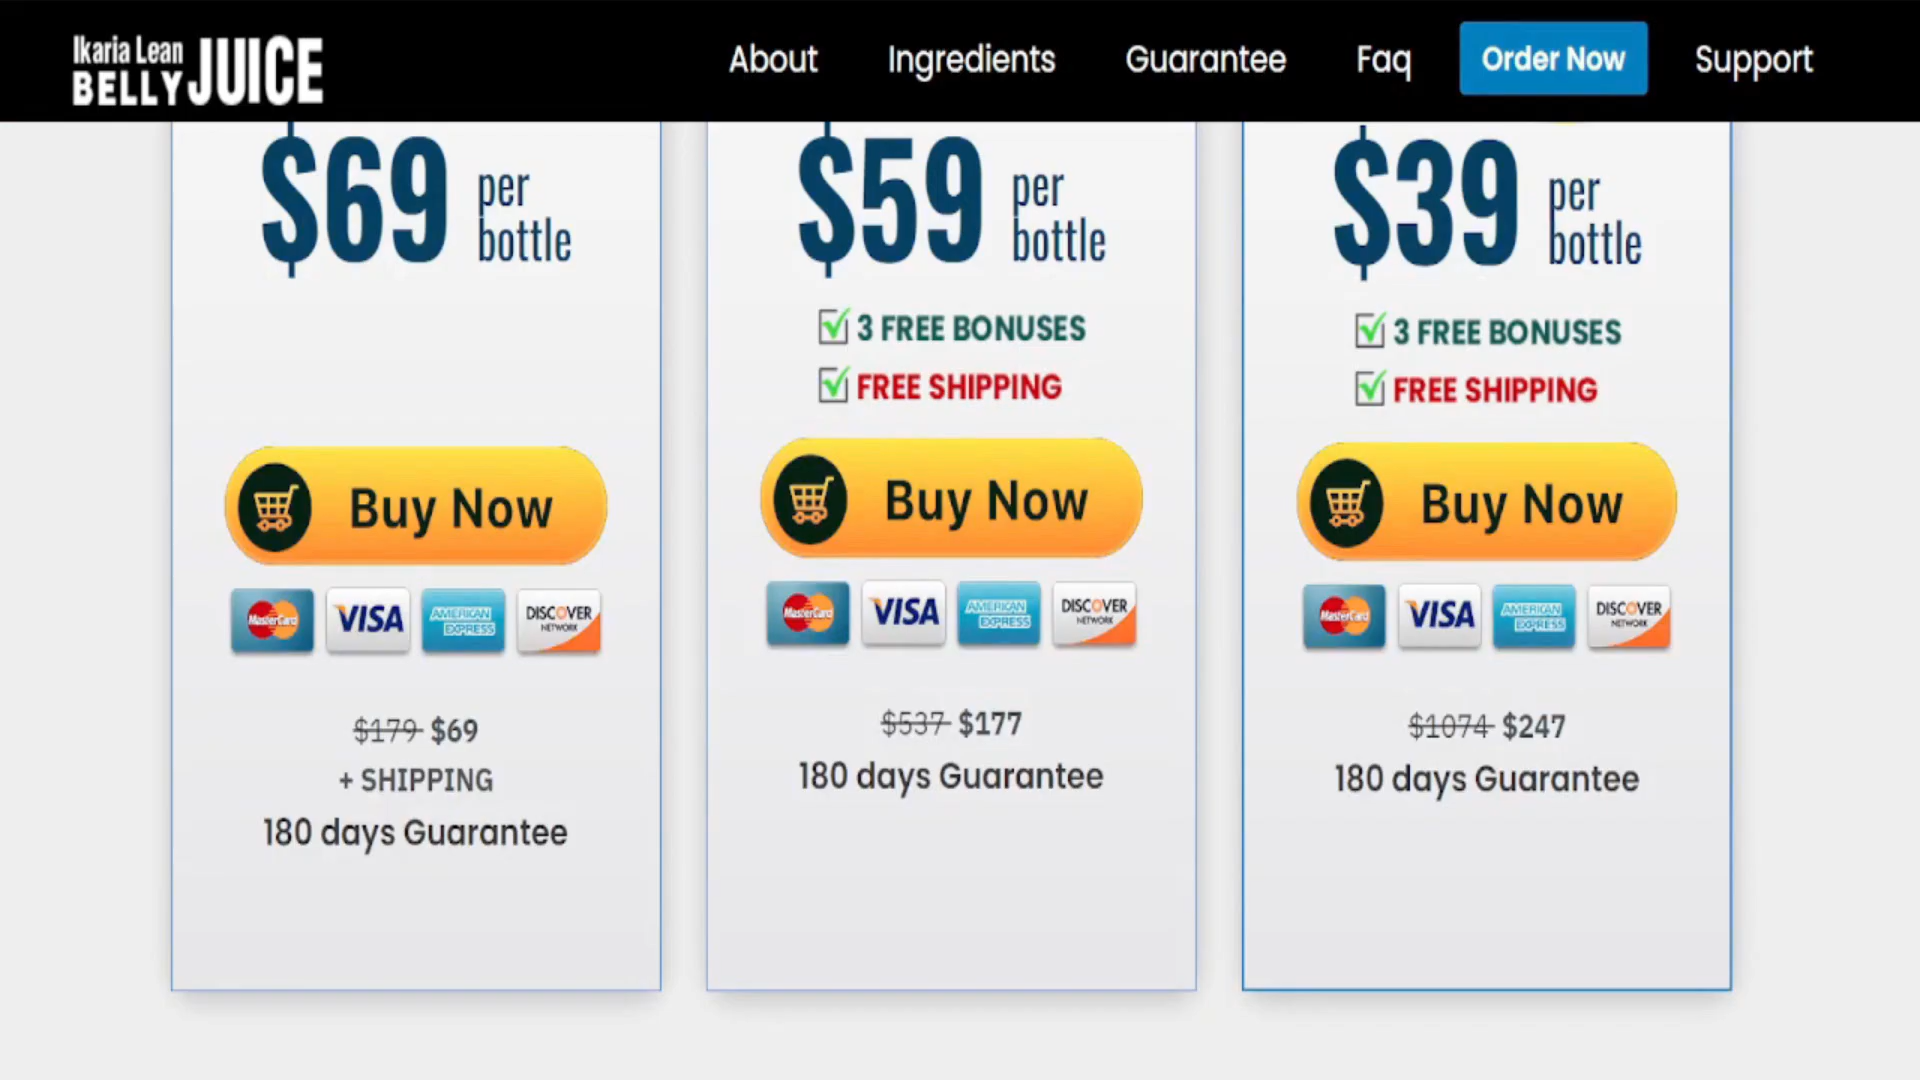 Ikaria Lean
BELLY JUICE
About
Ingredients
Guarantee
Faq
Order Now
Support
$69 per bottle
Buy Now
MasterCard
VISA
AMERICAN EXPRESS
DISCOVER NETWORK
$179 $69
+ SHIPPING
180 days Guarantee
$59 per bottle
3 FREE BONUSES
FREE SHIPPING
Buy Now
MasterCard
VISA
AMERICAN EXPRESS
DISCOVER NETWORK
$537 $177
180 days Guarantee
$39 per bottle
3 FREE BONUSES
FREE SHIPPING
Buy Now
MasterCard
VISA
AMERICAN EXPRESS
DISCOVER NETWORK
$1074 $247
180 days Guarantee